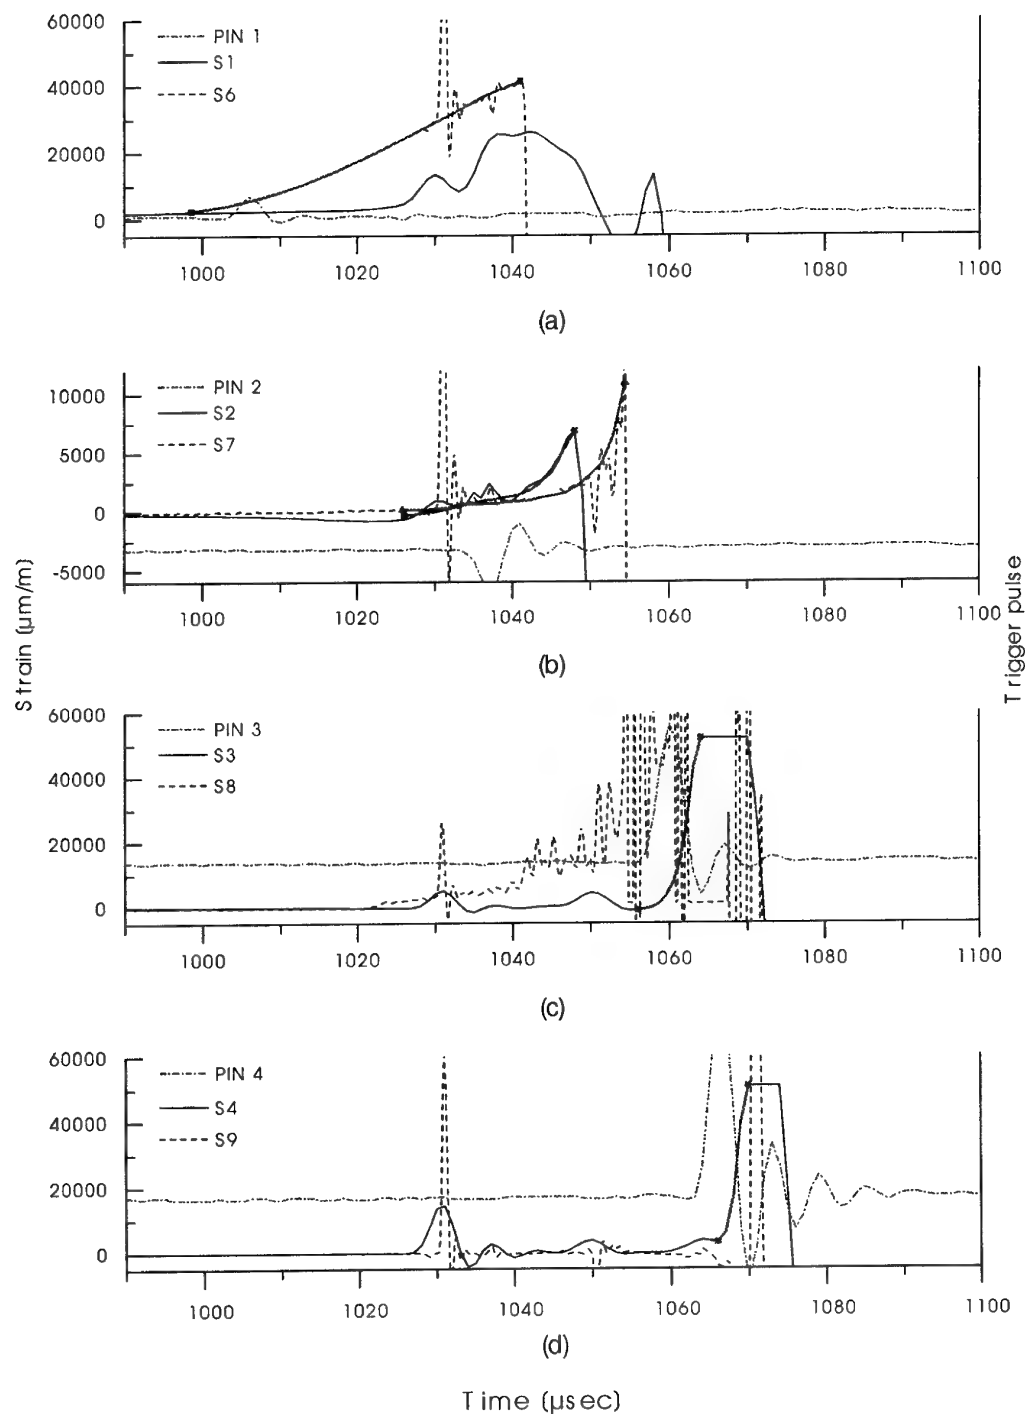 60000
40000
20000
0
PIN 1
S1
S6
1000 1020 1040 1060 1080 1100
(a)
10000
5000
0
-5000
PIN 2
S2
S7
1000 1020 1040 1060 1080 1100
(b)
Strain (µm/m)
Trigger pulse
60000
40000
20000
0
PIN 3
S3
S8
1000 1020 1040 1060 1080 1100
(c)
60000
40000
20000
0
PIN 4
S4
S9
1000 1020 1040 1060 1080 1100
(d)
Time (µsec)